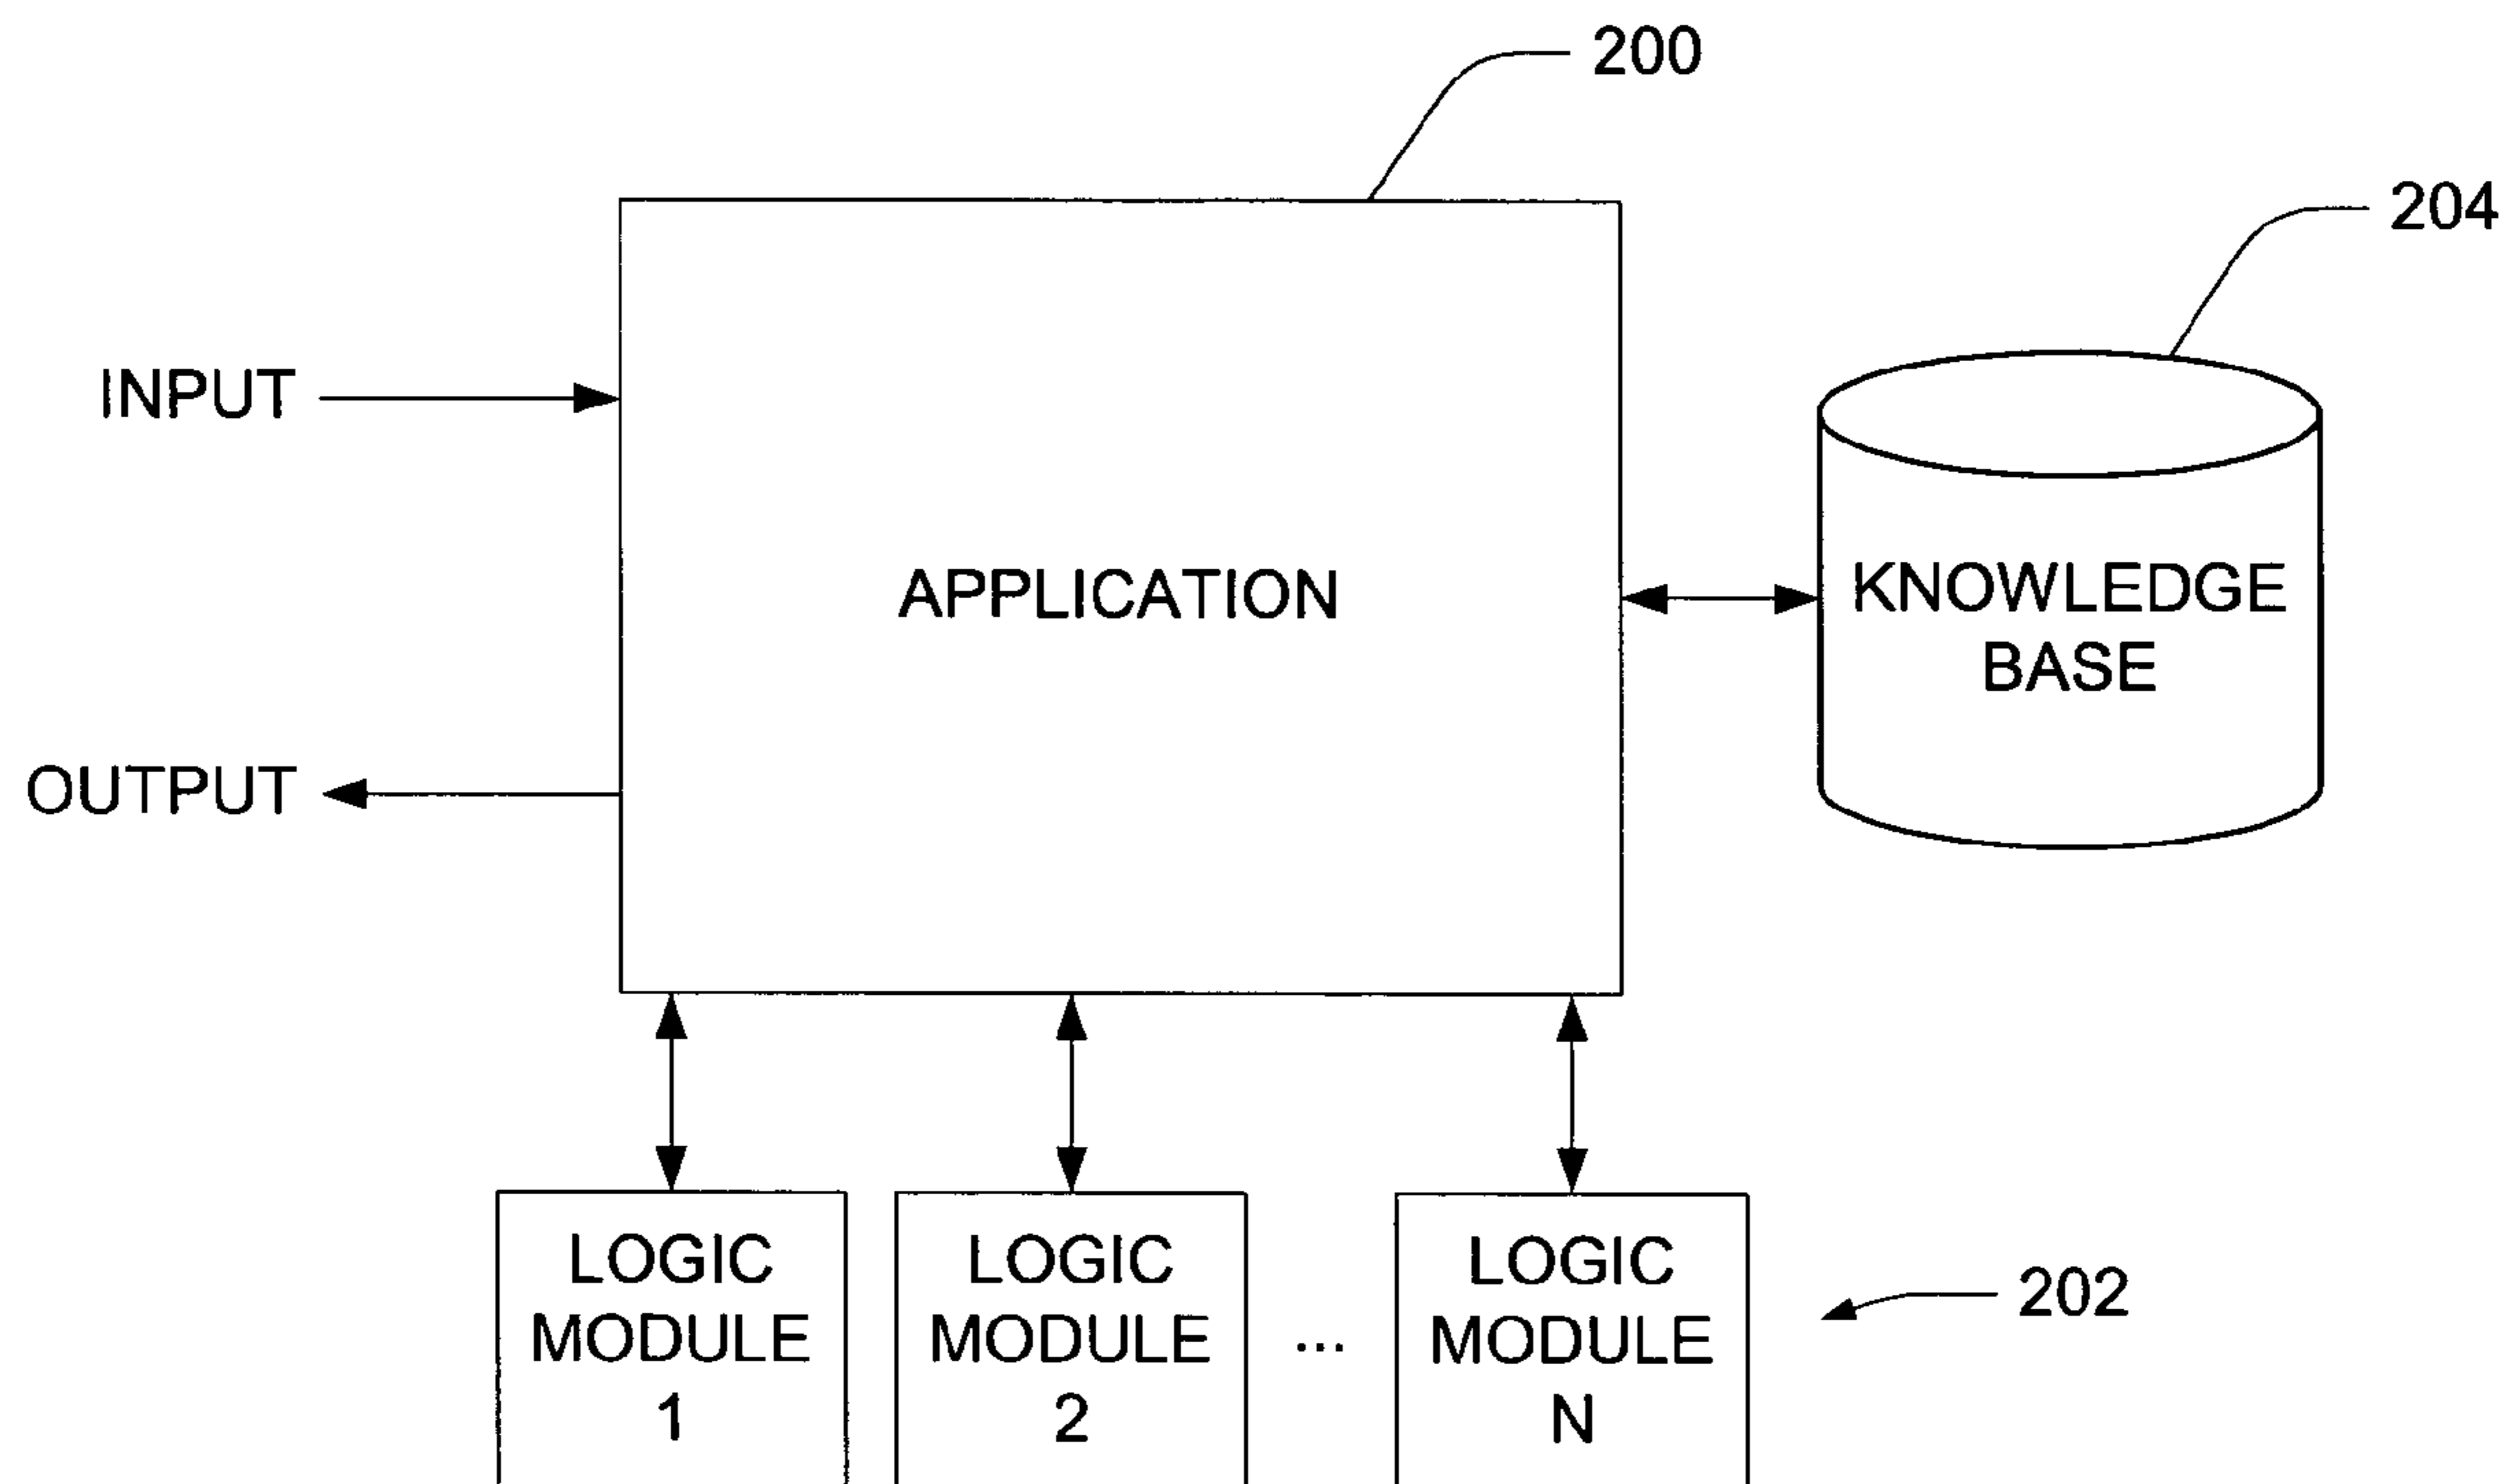 200
204
INPUT
APPLICATION
KNOWLEDGE
BASE
OUTPUT
LOGIC
MODULE
1
LOGIC
MODULE
2
...
LOGIC
MODULE
N
202